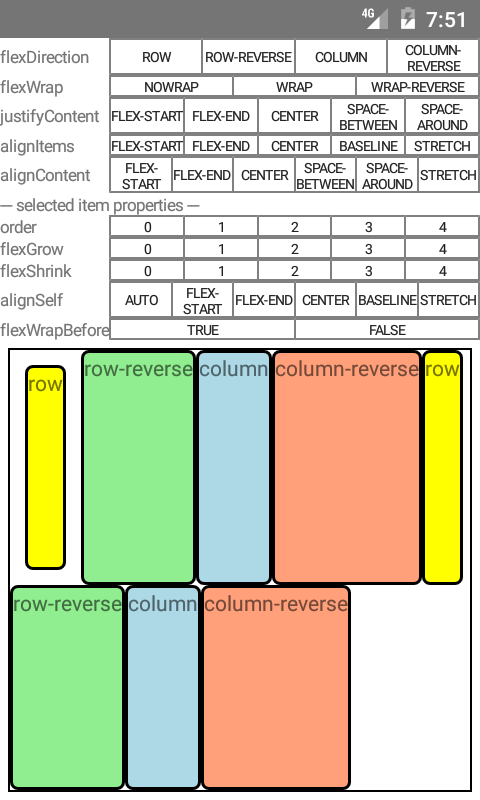 4G 7:51
flexDirection ROW ROW-REVERSE COLUMN COLUMN-
REVERSE
flexWrap NOWRAP WRAP WRAP-REVERSE
justifyContent FLEX-START FLEX-END CENTER SPACE-
BETWEEN SPACE-
AROUND
alignItems FLEX-START FLEX-END CENTER BASELINE STRETCH
alignContent FLEX-
START FLEX-END CENTER SPACE-
BETWEEN SPACE-
AROUND STRETCH
--- selected item properties ---
order 0 1 2 3 4
flexGrow 0 1 2 3 4
flexShrink 0 1 2 3 4
alignSelf AUTO FLEX-
START FLEX-END CENTER BASELINE STRETCH
flexWrapBefore TRUE FALSE
row row-reverse column column-reverse row
row-reverse column column-reverse